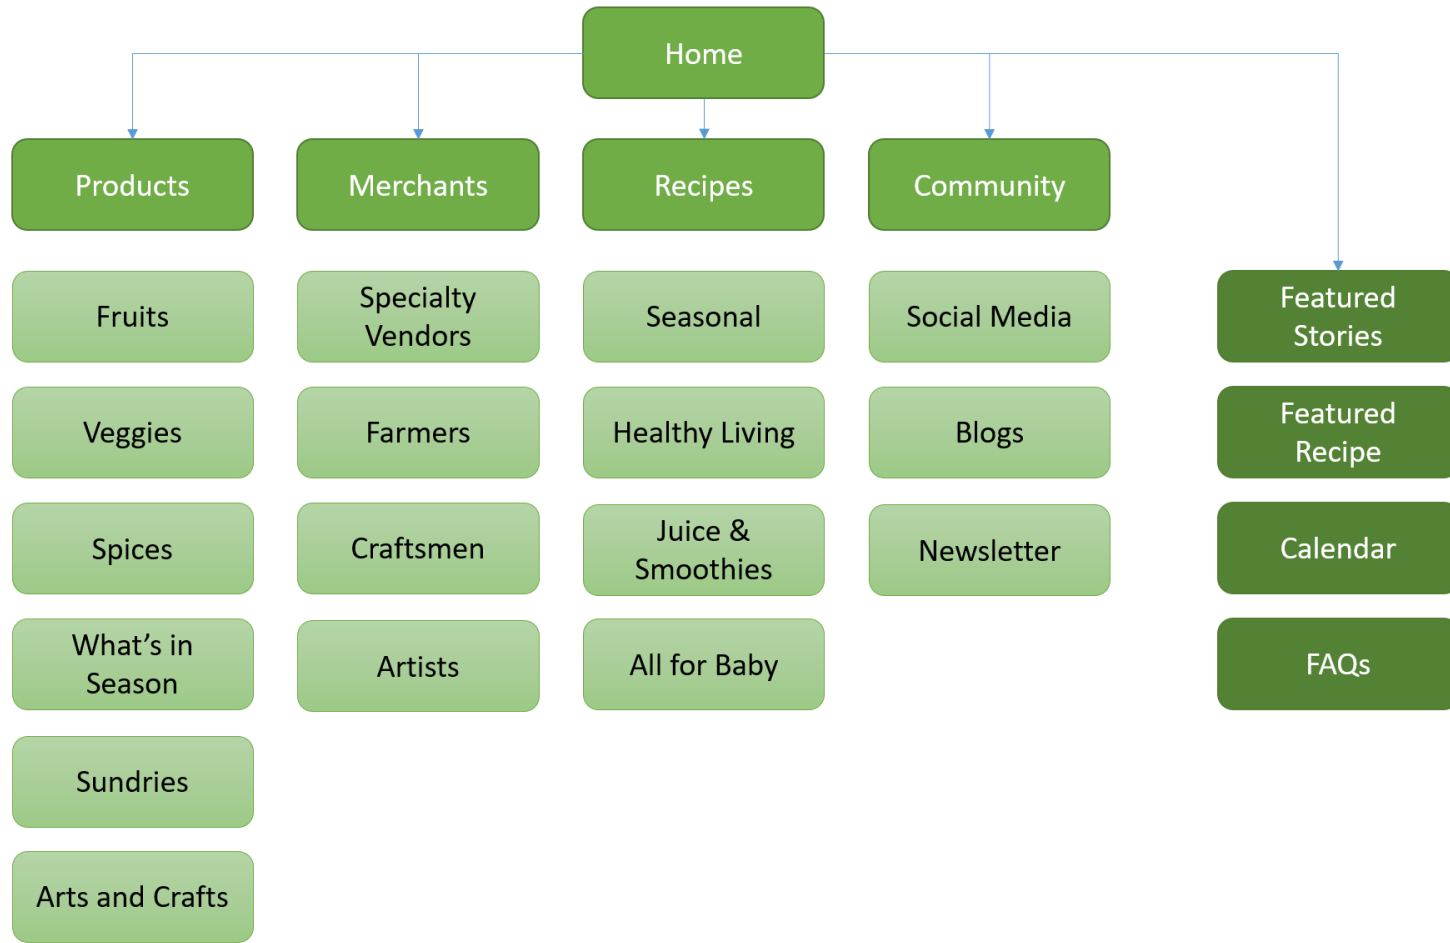 Home
Products
Merchants
Recipes
Community
Fruits
Veggies
Spices
What’s in
Season
Sundries
Arts and Crafts
Specialty
Vendors
Farmers
Craftsmen
Artists
Seasonal
Healthy Living
Juice &
Smoothies
All for Baby
Social Media
Blogs
Newsletter
Featured
Stories
Featured
Recipe
Calendar
FAQs